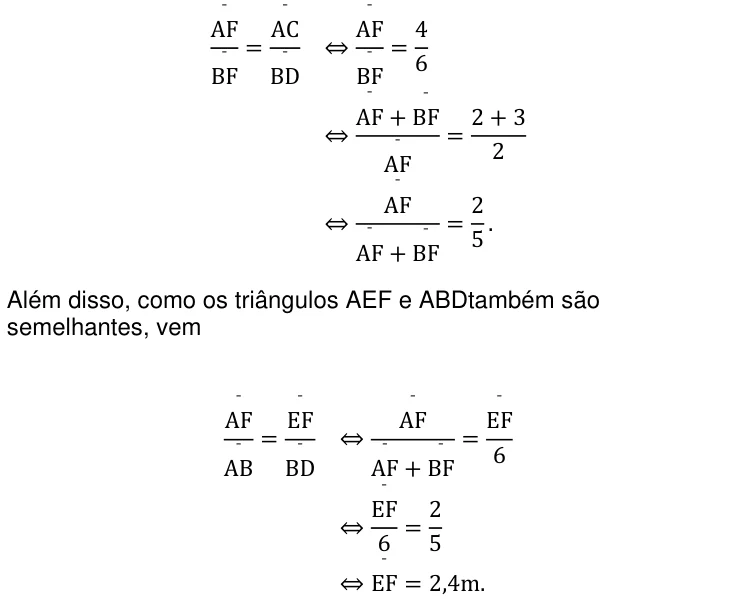 AF/BF = AC/BD ⇔ AF/BF = 4/6
⇔ (AF + BF)/AF = (2 + 3)/2
⇔ AF/(AF + BF) = 2/5.
Além disso, como os triângulos AEF e ABDtambém são
semelhantes, vem
AF/AB = EF/BD ⇔ AF/(AF + BF) = EF/6
⇔ EF/6 = 2/5
⇔ EF = 2,4m.